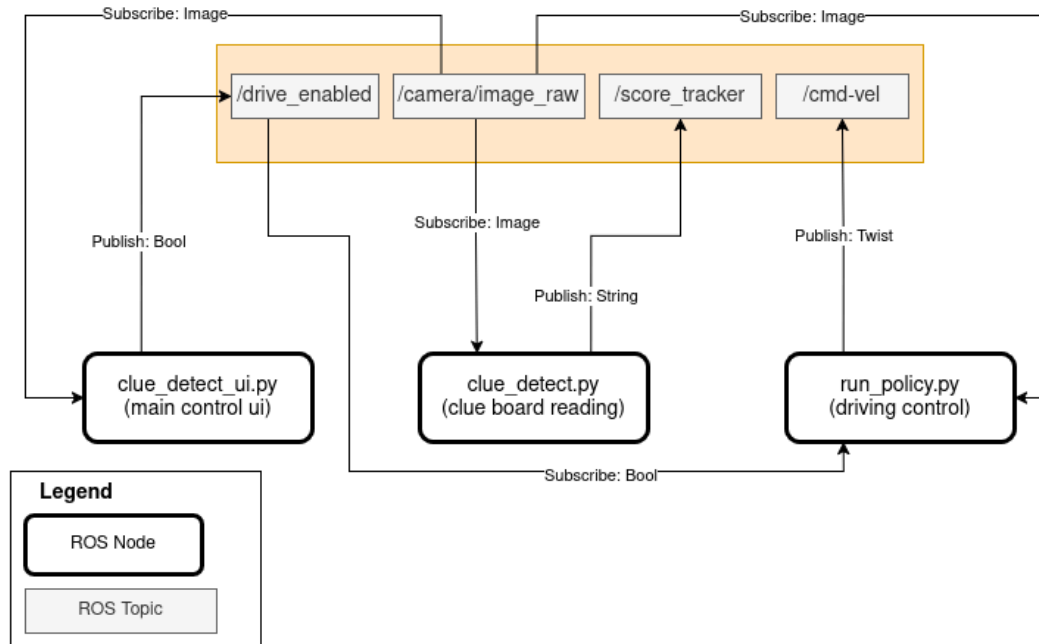 Subscribe: Image
Subscribe: Image
/drive_enabled
/camera/image_raw
/score_tracker
/cmd-vel
Subscribe: Image
Publish: Bool
Publish: Twist
Publish: String
clue_detect_ui.py
(main control ui)
clue_detect.py
(clue board reading)
run_policy.py
(driving control)
Subscribe: Bool
Legend
ROS Node
ROS Topic